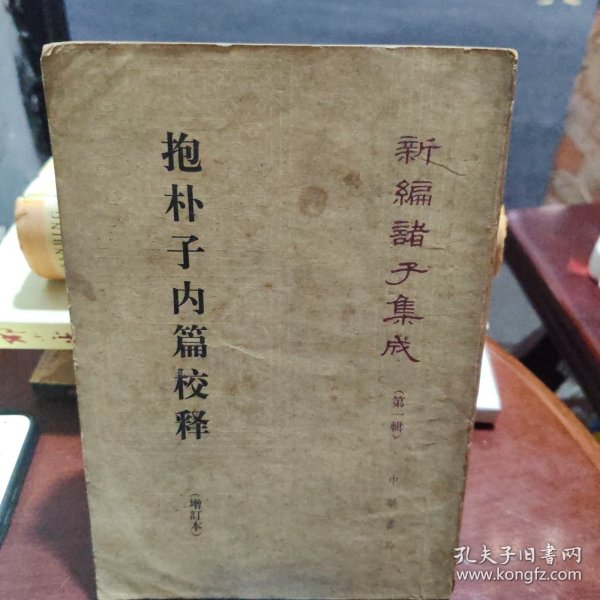 新編諸子集成
（第一輯）
中華書局
抱朴子内篇校释
（增訂本）
孔夫子旧书网
www.kongfz.com